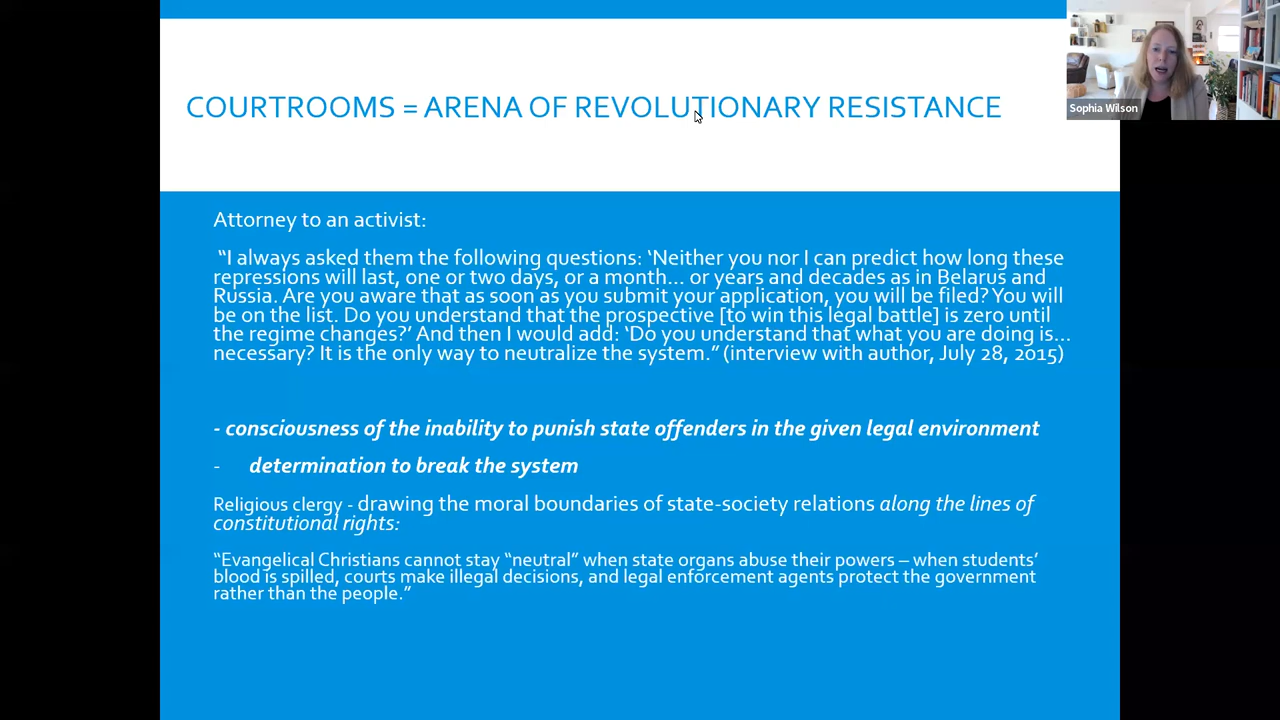 COURTROOMS = ARENA OF REVOLUTIONARY RESISTANCE
Sophia Wilson
Attorney to an activist:
“I always asked them the following questions: ‘Neither you nor I can predict how long these
repressions will last, one or two days, or a month... or years and decades as in Belarus and
Russia. Are you aware that as soon as you submit your application, you will be filed? You will
be on the list. Do you understand that the prospective [to win this legal battle] is zero until
the regime changes?’ And then I would add: ‘Do you understand that what you are doing is...
necessary? It is the only way to neutralize the system.” (interview with author, July 28, 2015)
- consciousness of the inability to punish state offenders in the given legal environment
- determination to break the system
Religious clergy - drawing the moral boundaries of state-society relations along the lines of
constitutional rights:
“Evangelical Christians cannot stay “neutral” when state organs abuse their powers – when students’
blood is spilled, courts make illegal decisions, and legal enforcement agents protect the government
rather than the people.”